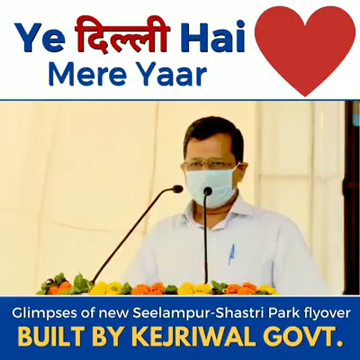 Ye दिल्ली Hai
Mere Yaar
Glimpses of new Seelampur-Shastri Park flyover
BUILT BY KEJRIWAL GOVT.